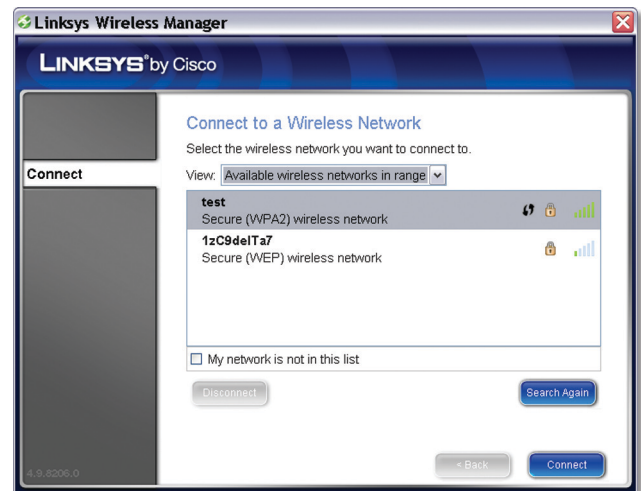 Linksys Wireless Manager
LINKSYS® by Cisco
Connect to a Wireless Network
Select the wireless network you want to connect to.
Connect
View: Available wireless networks in range
test
Secure (WPA2) wireless network
1zC9delTa7
Secure (WEP) wireless network
My network is not in this list
Disconnect
Search Again
4.9.8206.0
< Back
Connect